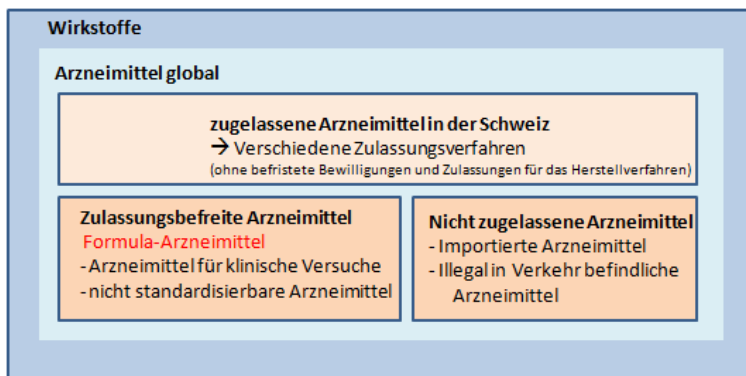 Wirkstoffe
Arzneimittel global
zugelassene Arzneimittel in der Schweiz
→ Verschiedene Zulassungsverfahren
(ohne befristete Bewilligungen und Zulassungen für das Herstellverfahren)
Zulassungsbefreite Arzneimittel
Formula-Arzneimittel
- Arzneimittel für klinische Versuche
- nicht standardisierbare Arzneimittel
Nicht zugelassene Arzneimittel
- Importierte Arzneimittel
- Illegal in Verkehr befindliche
Arzneimittel